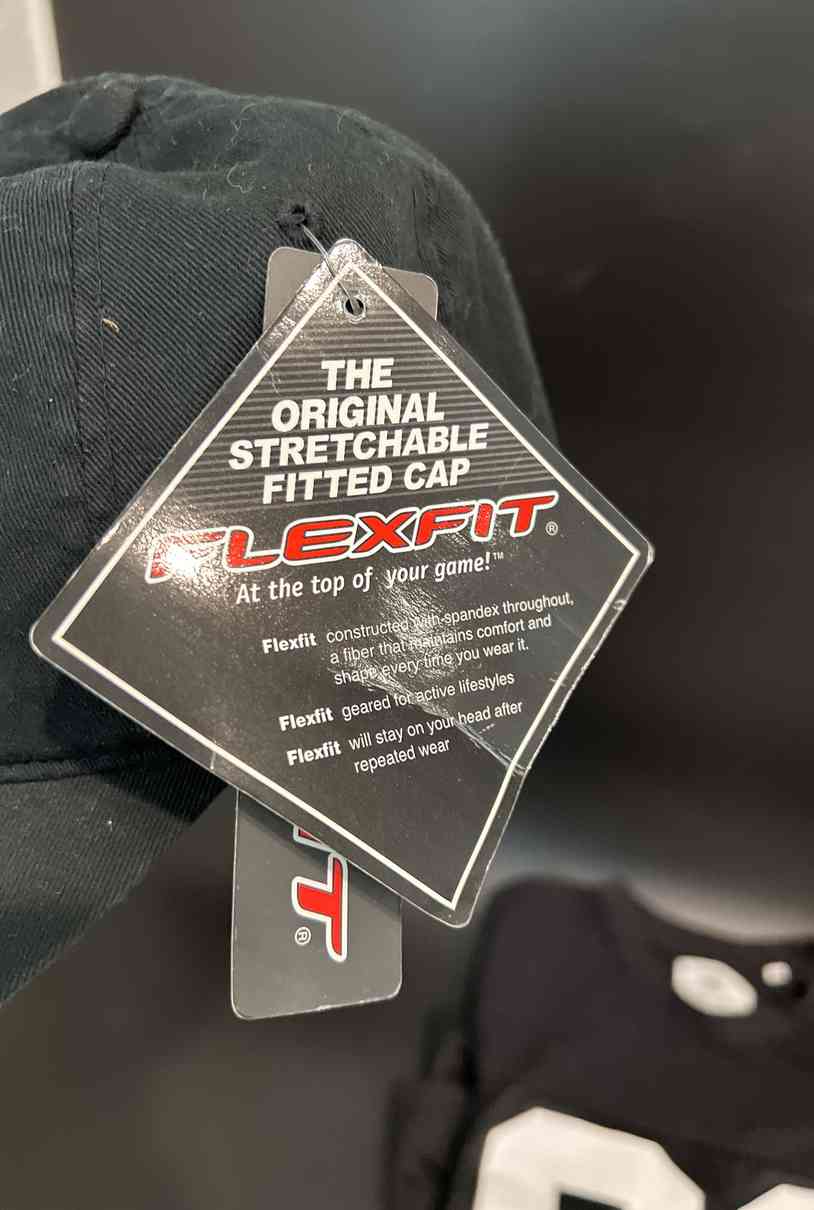 THE
ORIGINAL
STRETCHABLE
FITTED CAP
FLEXFIT®
At the top of your game!™
Flexfit constructed with spandex throughout,
a fiber that maintains comfort and
shape every time you wear it.
Flexfit geared for active lifestyles
Flexfit will stay on your head after
repeated wear
T®